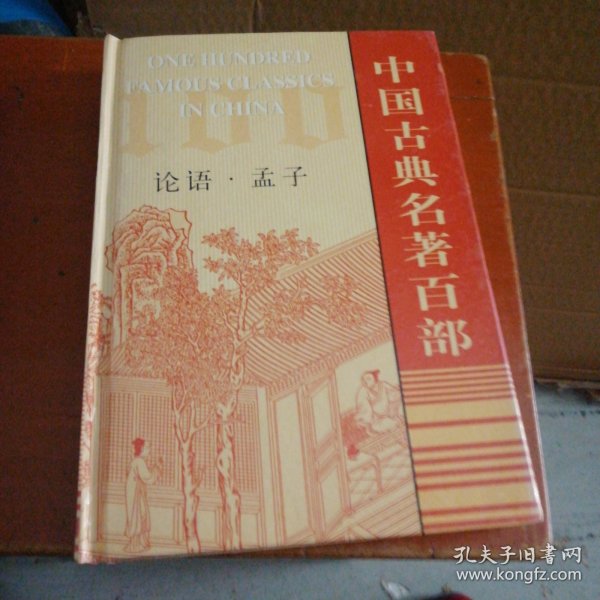 ONE HUNDRED
FAMOUS CLASSICS
IN CHINA
100
论语·孟子
中国古典名著百部
孔夫子旧书网
www.kongfz.com